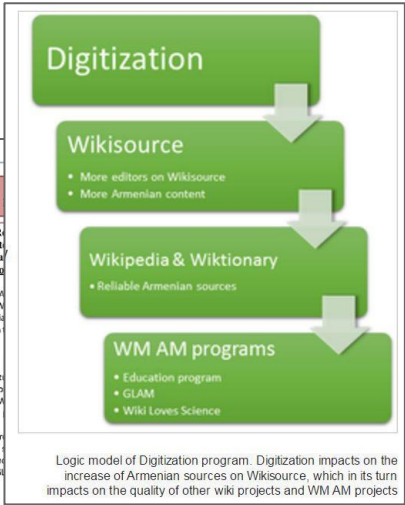 Digitization
Wikisource
• More editors on Wikisource
• More Armenian content
Wikipedia & Wiktionary
• Reliable Armenian sources
WM AM programs
• Education program
• GLAM
• Wiki Loves Science
Logic model of Digitization program. Digitization impacts on the
increase of Armenian sources on Wikisource, which in its turn
impacts on the quality of other wiki projects and WM AM projects